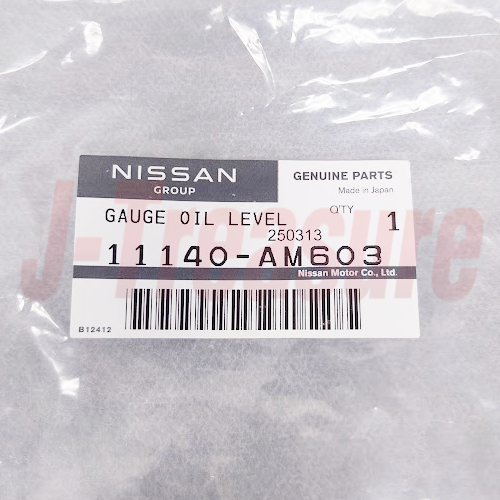 NISSAN
GROUP
GENUINE PARTS
Made in Japan
GAUGE OIL LEVEL
Q'TY 1
250313
11140-AM603
Nissan Motor Co., Ltd.
B12412
J-Treasure